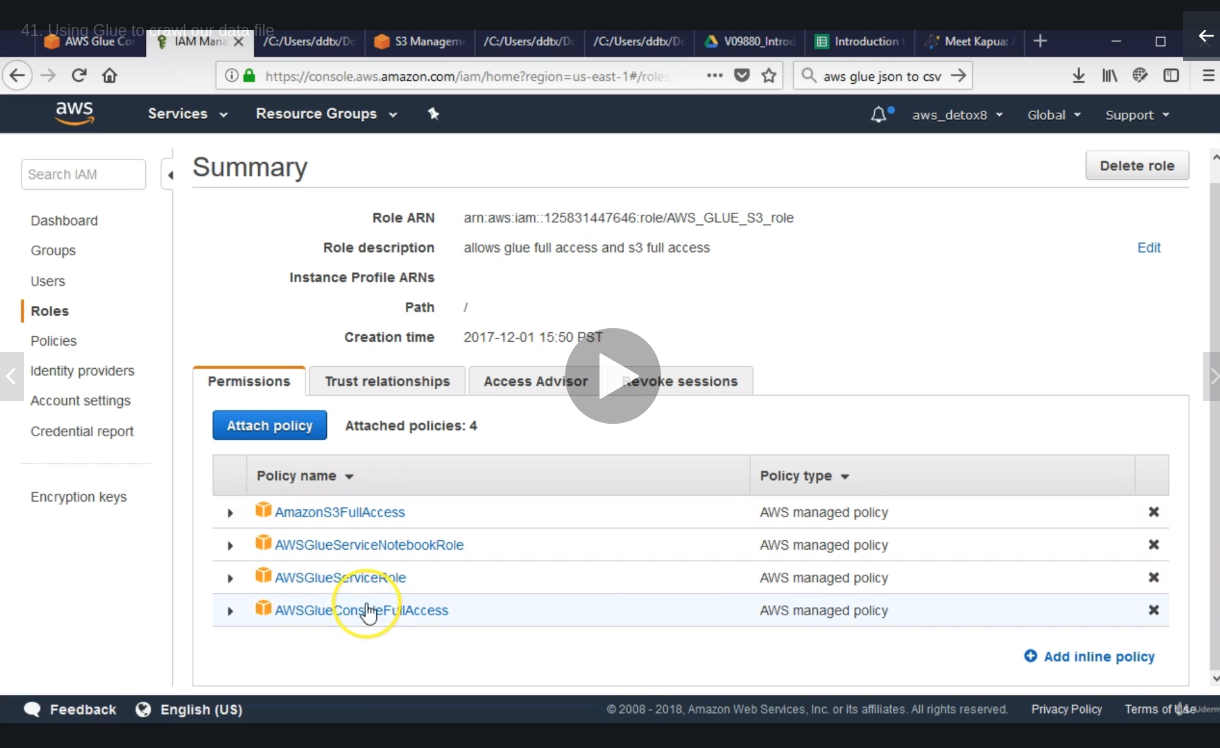 41. Using Glue to crawl our data file
AWS Glue Co IAM Mana /C:/Users/ddtx/Do S3 Managem /C:/Users/ddtx/Do /C:/Users/ddtx/Do V09880_Introd Introduction Meet Kapua:
https://console.aws.amazon.com/iam/home?region=us-east-1#/roles aws glue json to csv
aws Services Resource Groups aws_detox8 Global Support
Search IAM
Dashboard
Groups
Users
Roles
Policies
Identity providers
Account settings
Credential report
Encryption keys
Summary
Delete role
Role ARN arn:aws:iam::125831447646:role/AWS_GLUE_S3_role
Role description allows glue full access and s3 full access Edit
Instance Profile ARNs
Path /
Creation time 2017-12-01 15:50 PST
Permissions Trust relationships Access Advisor Revoke sessions
Attach policy Attached policies: 4
Policy name Policy type
AmazonS3FullAccess AWS managed policy
AWSGlueServiceNotebookRole AWS managed policy
AWSGlueServiceRole AWS managed policy
AWSGlueConsoleFullAccess AWS managed policy
Add inline policy
Feedback English (US) © 2008 - 2018, Amazon Web Services, Inc. or its affiliates. All rights reserved. Privacy Policy Terms of Use